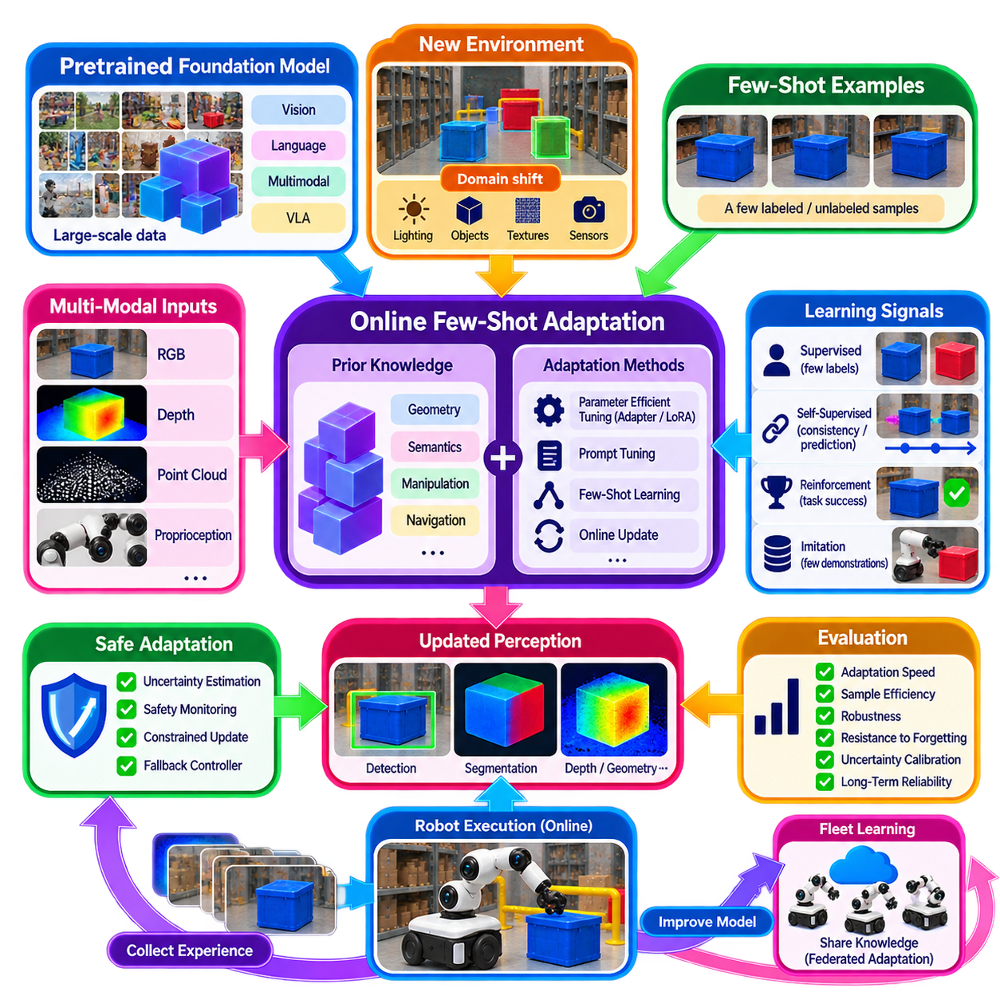 Pretrained Foundation Model
Vision
Language
Multimodal
VLA
Large-scale data
New Environment
Domain shift
Lighting
Objects
Textures
Sensors
Few-Shot Examples
A few labeled / unlabeled samples
Multi-Modal Inputs
RGB
Depth
Point Cloud
Proprioception
...
Online Few-Shot Adaptation
Prior Knowledge
Geometry
Semantics
Manipulation
Navigation
...
+
Adaptation Methods
Parameter Efficient
Tuning (Adapter / LoRA)
Prompt Tuning
Few-Shot Learning
Online Update
...
Learning Signals
Supervised
(few labels)
Self-Supervised
(consistency /
prediction)
Reinforcement
(task success)
Imitation
(few demonstrations)
Safe Adaptation
Uncertainty Estimation
Safety Monitoring
Constrained Update
Fallback Controller
Updated Perception
Detection
Segmentation
Depth / Geometry...
Evaluation
Adaptation Speed
Sample Efficiency
Robustness
Resistance to Forgetting
Uncertainty Calibration
Long-Term Reliability
Robot Execution (Online)
Collect Experience
Improve Model
Fleet Learning
Share Knowledge
(Federated Adaptation)